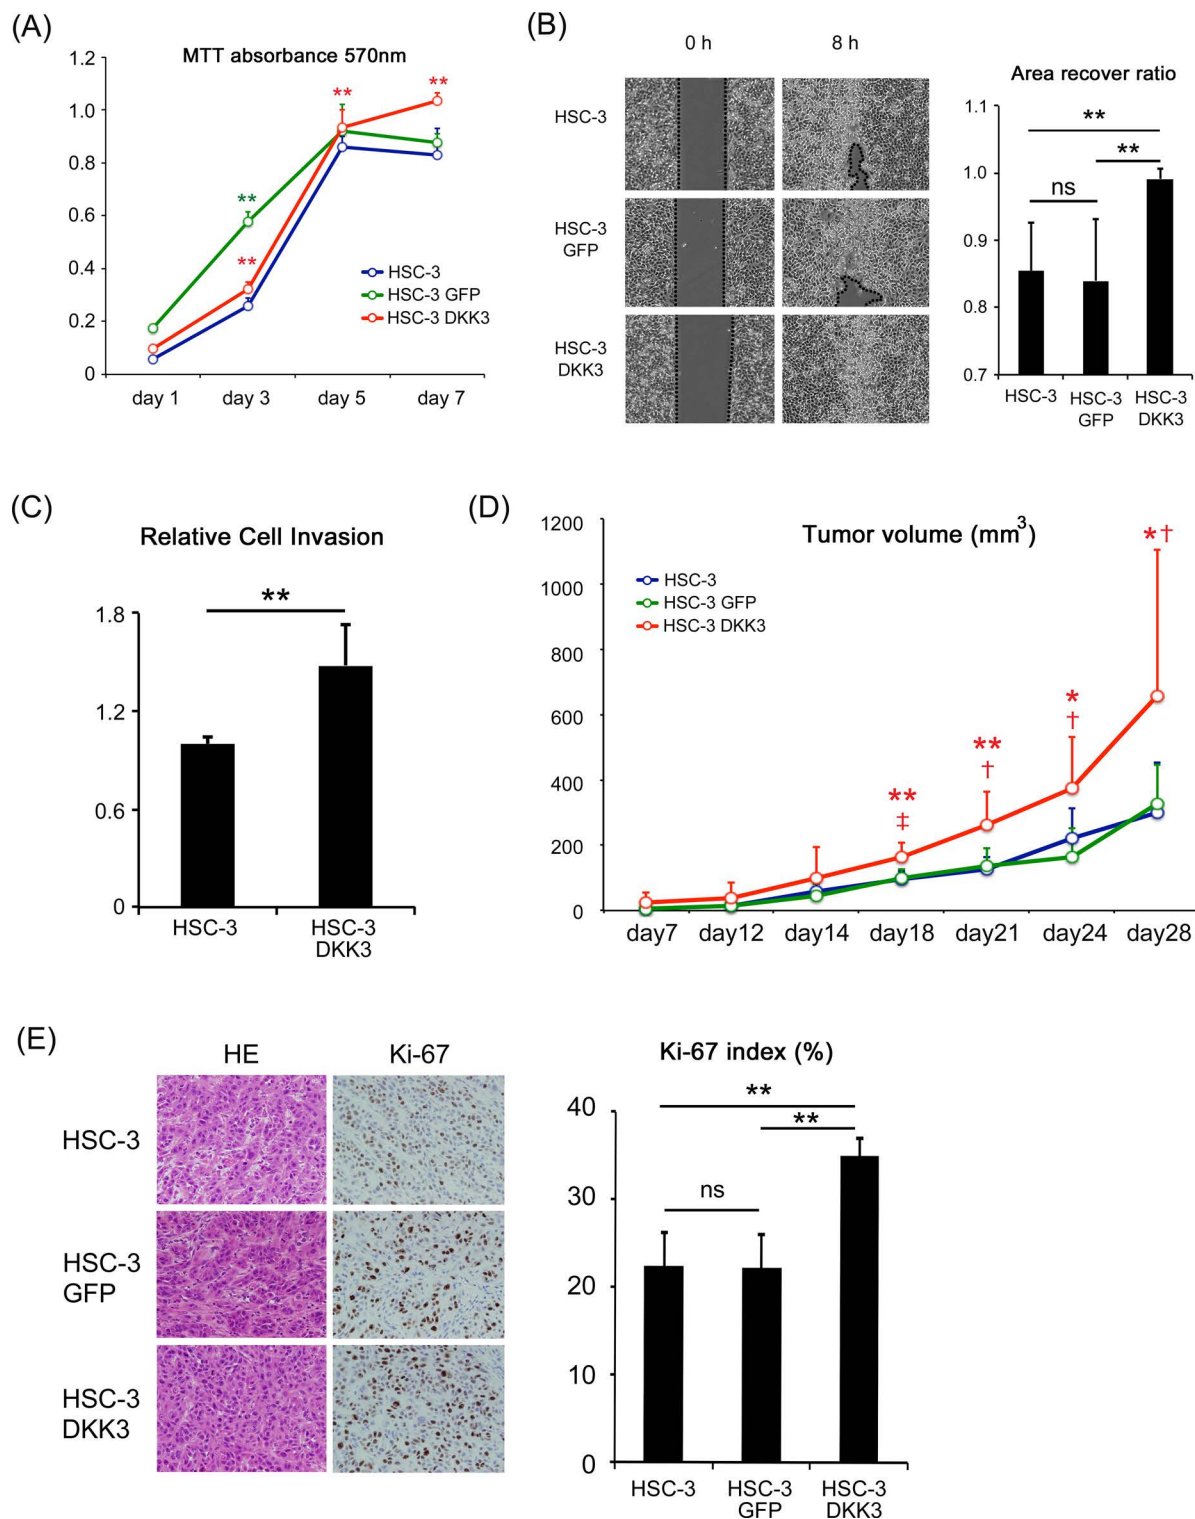 (A)
MTT absorbance 570nm
1.2
1.0
0.8
0.6
0.4
0.2
0
**
**
**
**
HSC-3
HSC-3 GFP
HSC-3 DKK3
day 1
day 3
day 5
day 7
(B)
0 h
8 h
HSC-3
HSC-3
GFP
HSC-3
DKK3
Area recover ratio
1.1
1.0
0.9
0.8
0.7
**
**
ns
HSC-3
HSC-3
GFP
HSC-3
DKK3
(C)
Relative Cell Invasion
**
1.8
1.2
0.6
0
HSC-3
HSC-3
DKK3
(D)
Tumor volume (mm³)
1200
1000
800
600
400
200
0
HSC-3
HSC-3 GFP
HSC-3 DKK3
**
‡
**
†
*
†
*†
day7
day12
day14
day18
day21
day24
day28
(E)
HE
Ki-67
HSC-3
HSC-3
GFP
HSC-3
DKK3
Ki-67 index (%)
40
30
20
10
0
**
**
ns
HSC-3
HSC-3
GFP
HSC-3
DKK3